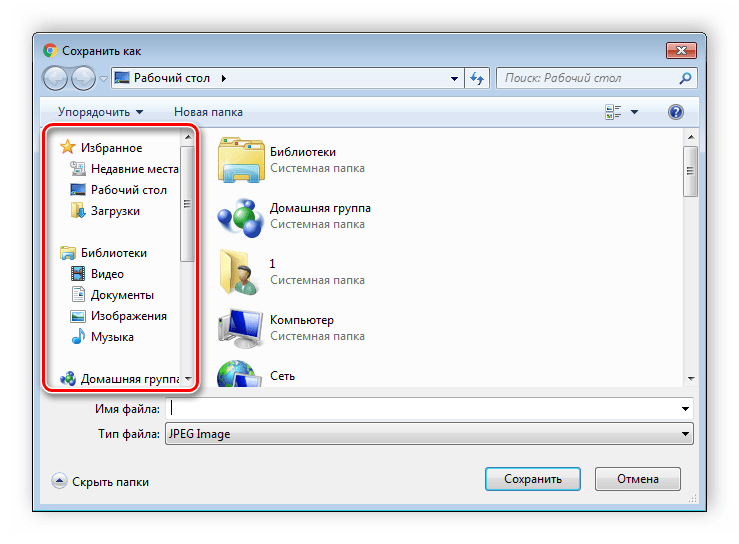 Сохранить как
Рабочий стол
Поиск: Рабочий стол
Упорядочить
Новая папка
Избранное
Недавние места
Рабочий стол
Загрузки
Библиотеки
Видео
Документы
Изображения
Музыка
Домашняя группа
Библиотеки
Системная папка
Домашняя группа
Системная папка
1
Системная папка
Компьютер
Системная папка
Сеть
Имя файла:
Тип файла: JPEG Image
Скрыть папки
Сохранить
Отмена